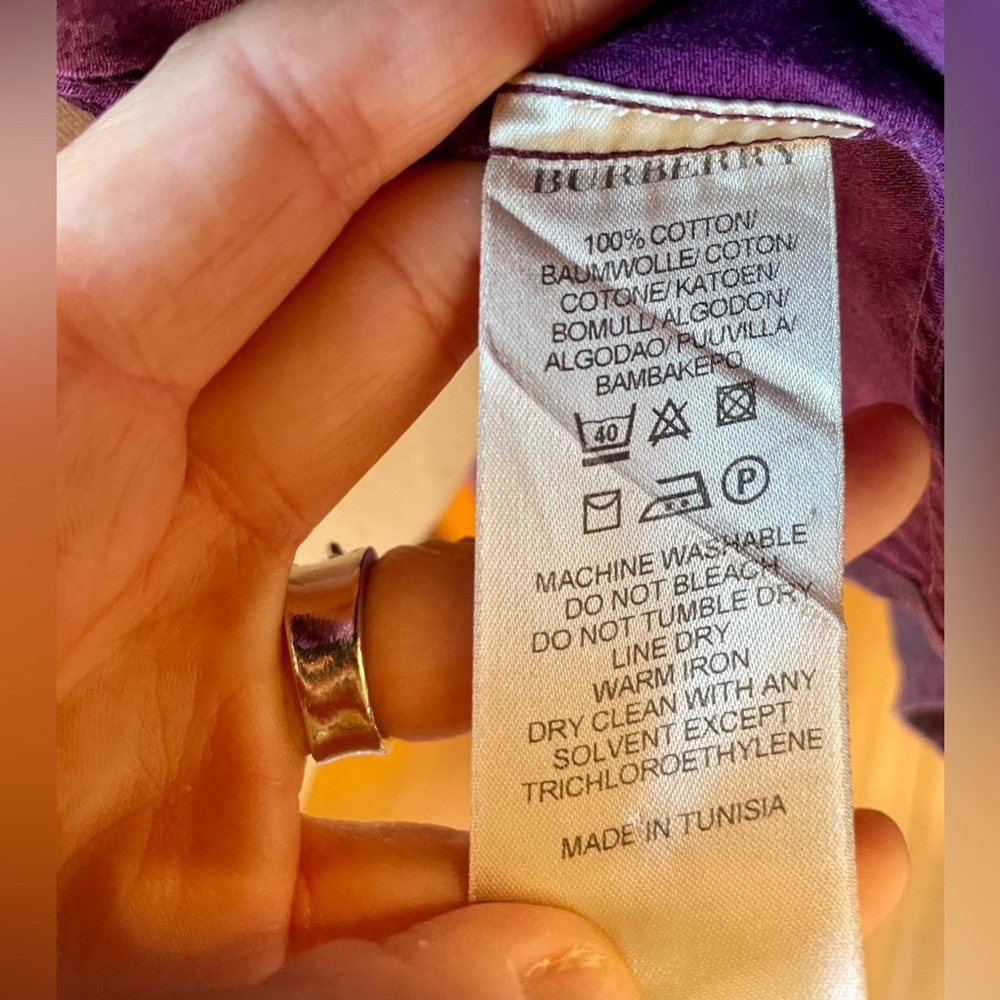 BURBERRY
100% COTTON/
BAUMWOLLE/ COTON/
COTONE/ KATOEN/
BOMULL/ ALGODON/
ALGODAO/ PUUVILLA/
BAMBAKEPO
40
P
MACHINE WASHABLE
DO NOT BLEACH
DO NOT TUMBLE DRY
LINE DRY
WARM IRON
DRY CLEAN WITH ANY
SOLVENT EXCEPT
TRICHLOROETHYLENE
MADE IN TUNISIA